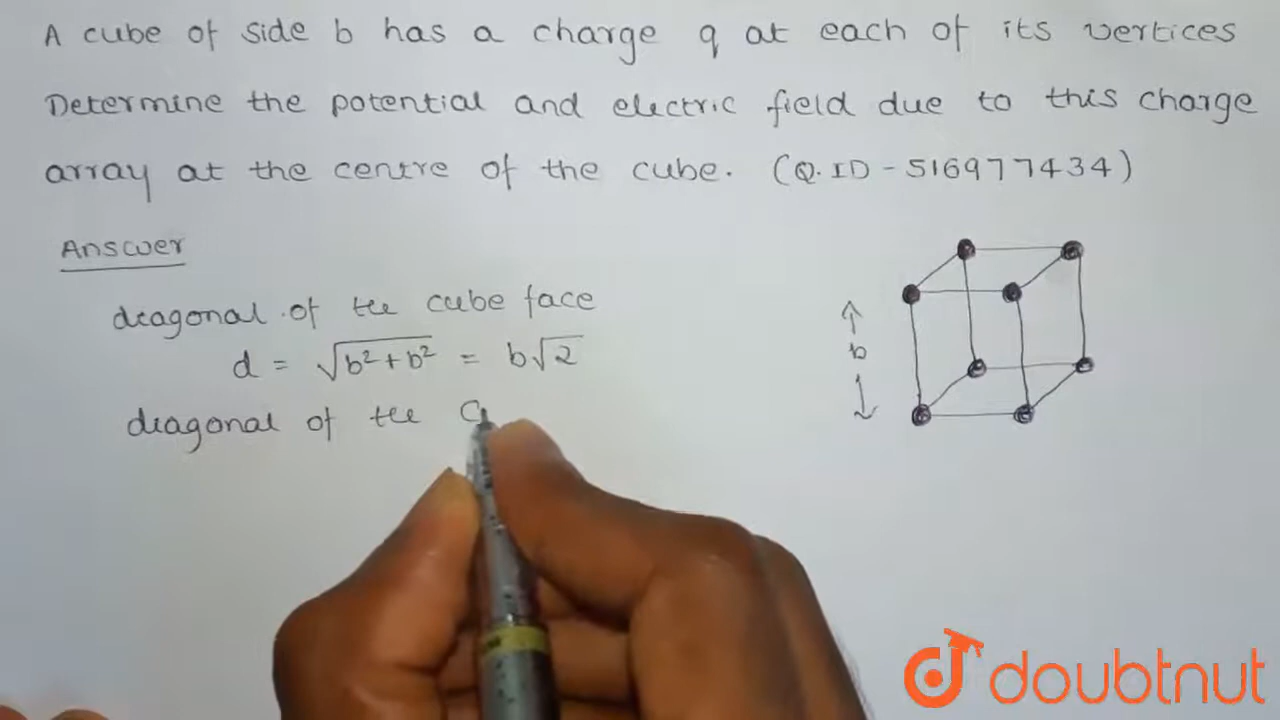 A cube of side b has a charge q at each of its vertices
Determine the potential and electric field due to this charge
array at the centre of the cube. (Q.ID - 516977434)
Answer
diagonal of the cube face
d = √b²+b² = b√2
diagonal of the C
b
doubtnut